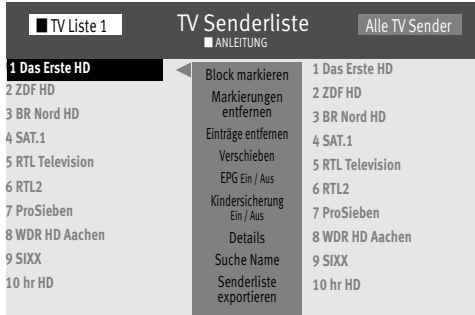 TV Liste 1
TV Senderliste
ANLEITUNG
Alle TV Sender
1 Das Erste HD
2 ZDF HD
3 BR Nord HD
4 SAT.1
5 RTL Television
6 RTL2
7 ProSieben
8 WDR HD Aachen
9 SIXX
10 hr HD
Block markieren
Markierungen
entfernen
Einträge entfernen
Verschieben
EPG Ein / Aus
Kindersicherung
Ein / Aus
Details
Suche Name
Senderliste
exportieren
1 Das Erste HD
2 ZDF HD
3 BR Nord HD
4 SAT.1
5 RTL Television
6 RTL2
7 ProSieben
8 WDR HD Aachen
9 SIXX
10 hr HD